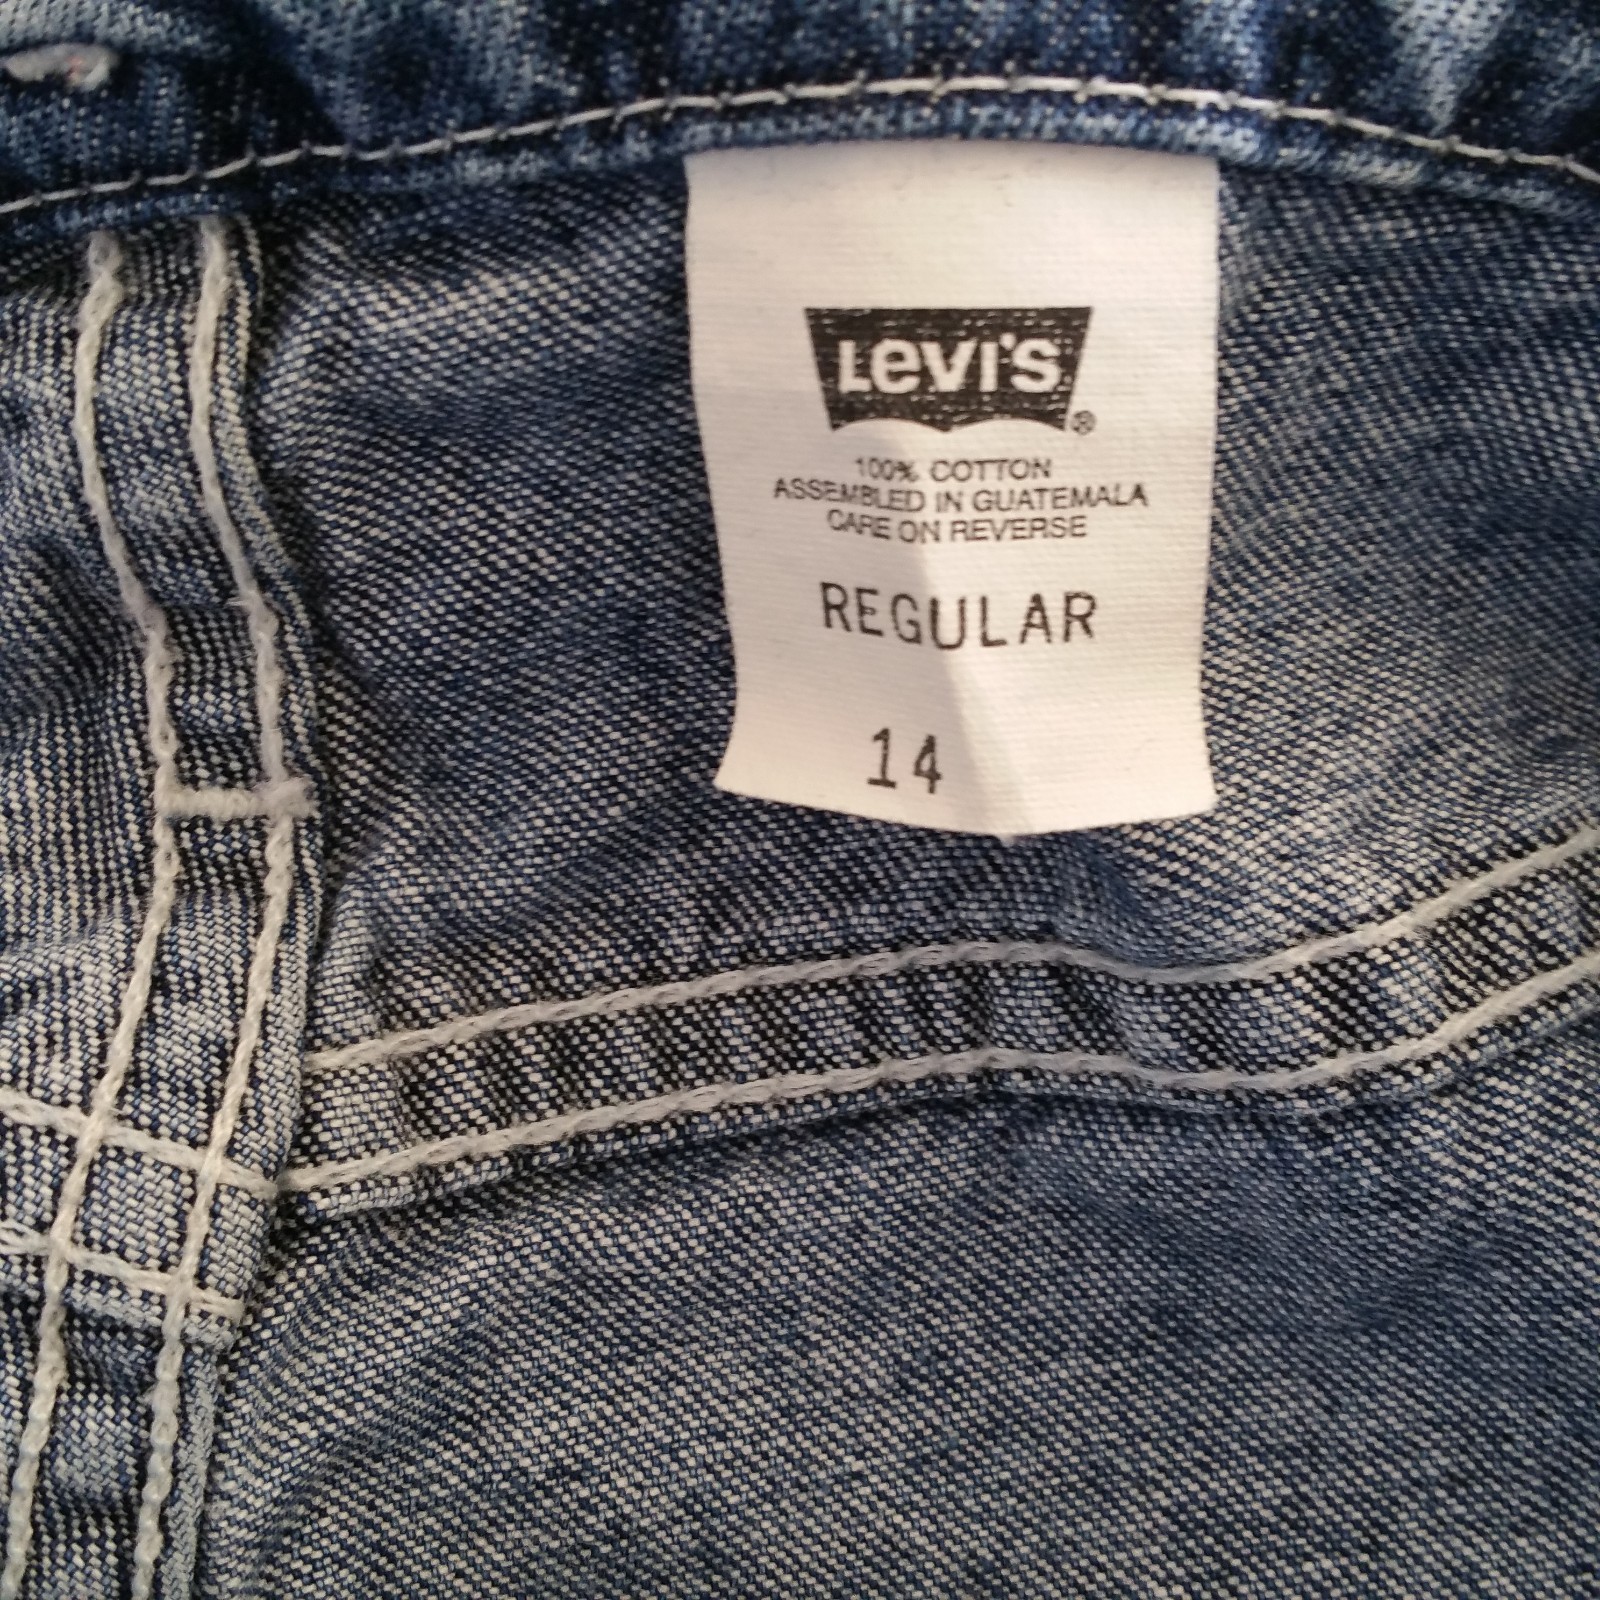 LEVI'S®
100% COTTON
ASSEMBLED IN GUATEMALA
CARE ON REVERSE
REGULAR
14